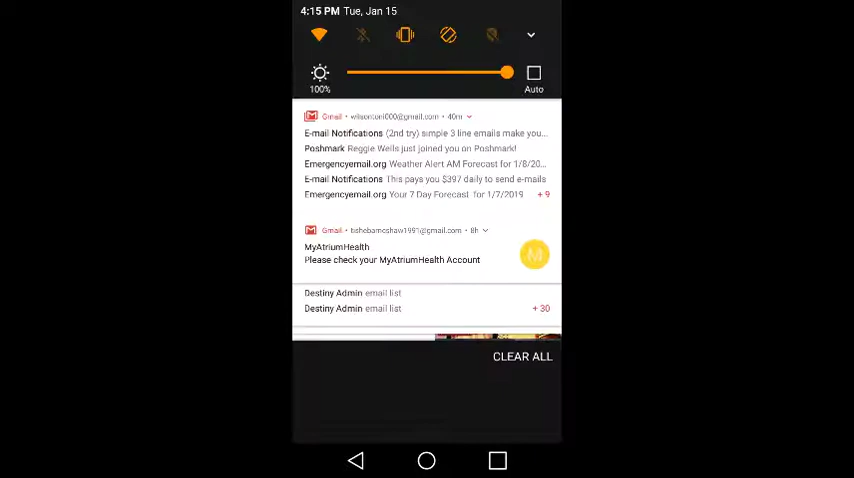 4:15 PM Tue, Jan 15
100%
Auto
Gmail • wilsontoni000@gmail.com • 40m
E-mail Notifications (2nd try) simple 3 line emails make you...
Poshmark Reggie Wells just joined you on Poshmark!
Emergencyemail.org Weather Alert AM Forecast for 1/8/20...
E-mail Notifications This pays you $397 daily to send e-mails
Emergencyemail.org Your 7 Day Forecast for 1/7/2019 + 9
Gmail • tishebamcshaw1991@gmail.com • 8h
MyAtriumHealth
M
Please check your MyAtriumHealth Account
Destiny Admin email list
Destiny Admin email list + 30
CLEAR ALL